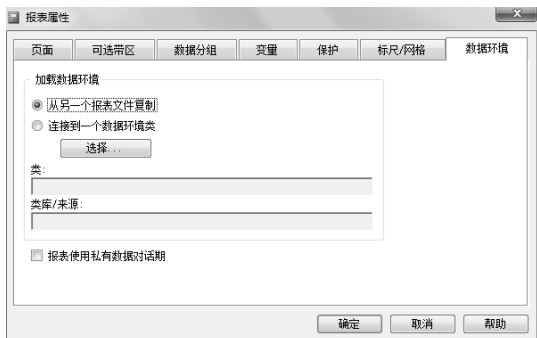 报表属性
页面 可选带区 数据分组 变量 保护 标尺/网格 数据环境
加载数据环境
从另一个报表文件复制
连接到一个数据环境类
选择...
类:
类库/来源:
报表使用私有数据对话期
确定 取消 帮助